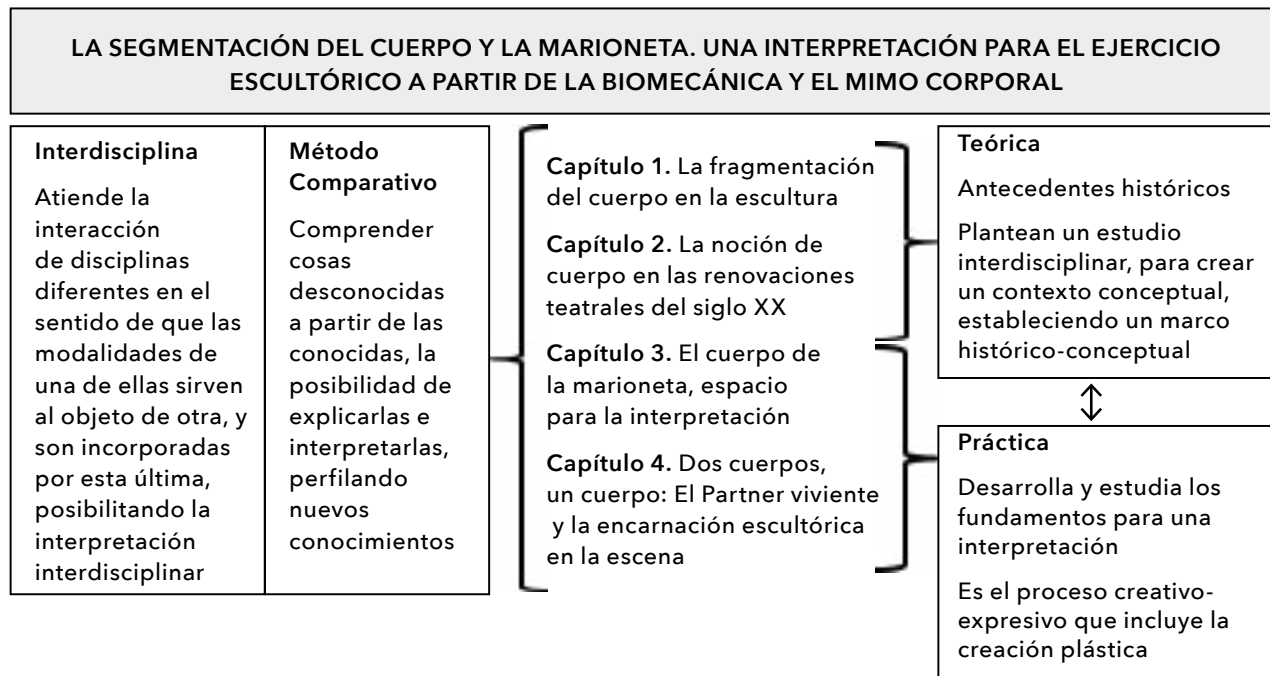 LA SEGMENTACIÓN DEL CUERPO Y LA MARIONETA. UNA INTERPRETACIÓN PARA EL EJERCICIO
ESCULTÓRICO A PARTIR DE LA BIOMECÁNICA Y EL MIMO CORPORAL
Interdisciplina
Atiende la
interacción
de disciplinas
diferentes en el
sentido de que las
modalidades de
una de ellas sirven
al objeto de otra, y
son incorporadas
por esta última,
posibilitando la
interpretación
interdisciplinar
Método
Comparativo
Comprender
cosas
desconocidas
a partir de las
conocidas, la
posibilidad de
explicarlas e
interpretarlas,
perfilando
nuevos
conocimientos
Capítulo 1. La fragmentación
del cuerpo en la escultura
Capítulo 2. La noción de
cuerpo en las renovaciones
teatrales del siglo XX
Capítulo 3. El cuerpo de
la marioneta, espacio
para la interpretación
Capítulo 4. Dos cuerpos,
un cuerpo: El Partner viviente
y la encarnación escultórica
en la escena
Teórica
Antecedentes históricos
Plantean un estudio
interdisciplinar, para crear
un contexto conceptual,
estableciendo un marco
histórico-conceptual
Práctica
Desarrolla y estudia los
fundamentos para una
interpretación
Es el proceso creativo-
expresivo que incluye la
creación plástica